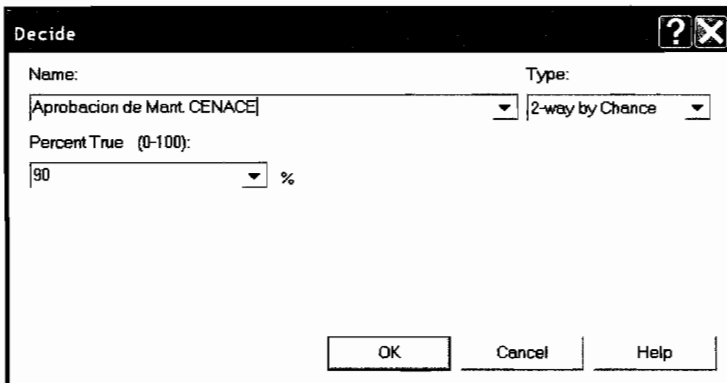 Decide
Name: Type:
Aprobacion de Mant. CENACE 2-way by Chance
Percent True (0-100):
90 %
OK Cancel Help